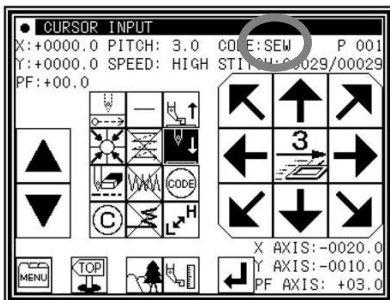 CURSOR INPUT
X:+0000.0 PITCH: 3.0 CODE:SEW P 001
Y:+0000.0 SPEED: HIGH STITCH:00029/00029
PF:+00.0
3
CODE
C
L H
X AXIS:-0020.0
MENU TOP Y AXIS:-0010.0
PF AXIS: +03.0